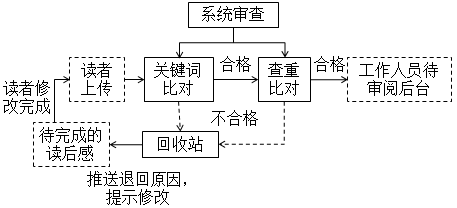 系统审查
读者
上传
关键词
比对
合格
查重
比对
合格
工作人员待
审阅后台
读者修
改完成
不合格
待完成的
读后感
回收站
推送退回原因,
提示修改